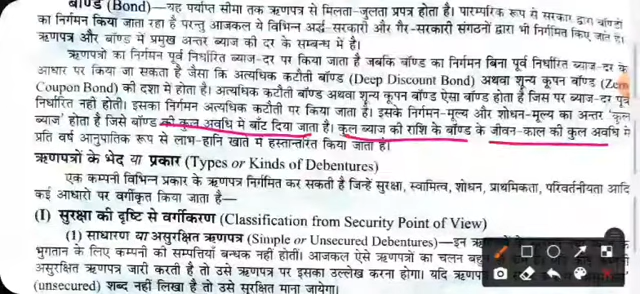 बाॅण्ड (Bond)—यह पर्याप्त सीमा तक ऋणपत्र से मिलता-जुलता प्रपत्र होता है। पारम्परिक रूप से सरकार द्वारा बॉण्डों
का निर्गमन किया जाता रहा है परन्तु आजकल ये विभिन्न अर्द्ध-सरकारी और गैर-सरकारी संगठनों द्वारा भी निर्गमित किए जाते हैं।
ऋणपत्र और बॉण्ड में प्रमुख अन्तर ब्याज की दर के सम्बन्ध में है।
ऋणपत्रों का निर्गमन पूर्व निर्धारित ब्याज-दर पर किया जाता है जबकि बॉण्ड का निर्गमन बिना पूर्व निर्धारित ब्याज-दर के
आधार पर किया जा सकता है जैसा कि अत्यधिक कटौती बॉण्ड (Deep Discount Bond) अथवा शून्य कूपन बॉण्ड (Zero
Coupon Bond) की दशा में होता है। अत्यधिक कटौती बॉण्ड अथवा शून्य कूपन बॉण्ड ऐसा बॉण्ड होता है जिस पर ब्याज-दर पूर्व
निर्धारित नहीं होती। इसका निर्गमन अत्यधिक कटौती पर किया जाता है। इसके निर्गमन-मूल्य और शोधन-मूल्य का अन्तर 'कुल
ब्याज' होता है जिसे बॉण्ड की कुल अवधि में बाँट दिया जाता है। कुल ब्याज की राशि के बॉण्ड के जीवन-काल की कुल अवधि में
प्रति वर्ष आनुपातिक रूप से लाभ-हानि खाते में हस्तान्तरित किया जाता है।
ऋणपत्रों के भेद या प्रकार (Types or Kinds of Debentures)
एक कम्पनी विभिन्न प्रकार के ऋणपत्र निर्गमित कर सकती है जिन्हें सुरक्षा, स्वामित्व, शोधन, प्राथमिकता, परिवर्तनीयता आदि
कई आधारों पर वर्गीकृत किया जाता है—
(I) सुरक्षा की दृष्टि से वर्गीकरण (Classification from Security Point of View)
(1) साधारण या असुरक्षित ऋणपत्र (Simple or Unsecured Debentures)—इन
भुगतान के लिए कम्पनी की सम्पत्तियाँ बन्धक नहीं होती। आजकल ऐसे ऋणपत्रों का चलन
असुरक्षित ऋणपत्र जारी करती है तो उसे ऋणपत्र पर इसका उल्लेख करना होगा। यदि ऋणपत्र
(unsecured) शब्द नहीं लिखा है तो उसे सुरक्षित माना जायेगा।